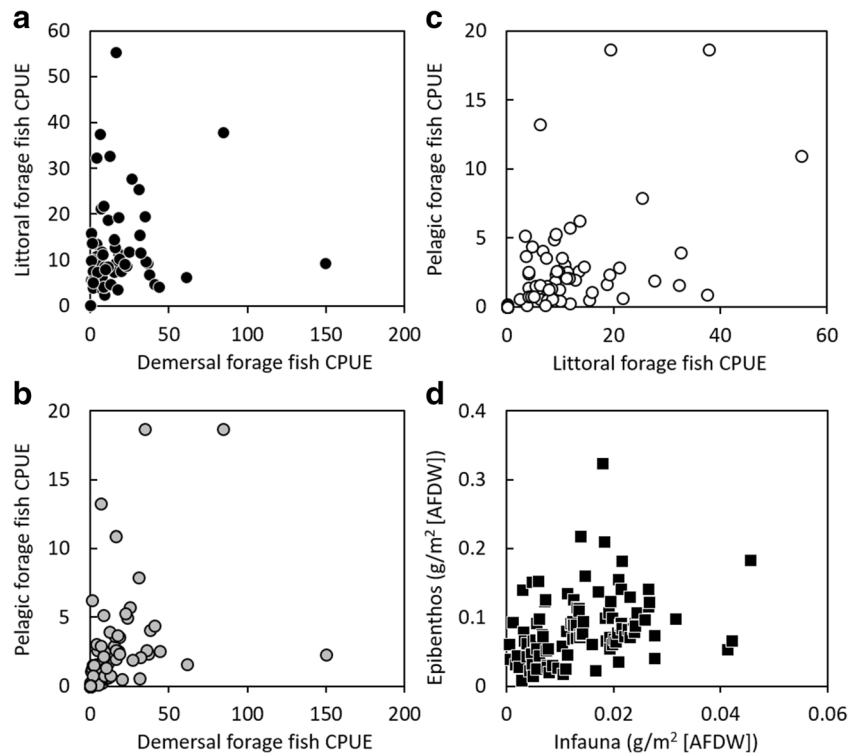 a
60
50
40
30
20
10
0
Littoral forage fish CPUE
0 50 100 150 200
Demersal forage fish CPUE
c
20
15
10
5
0
Pelagic forage fish CPUE
0 20 40 60
Littoral forage fish CPUE
b
20
15
10
5
0
Pelagic forage fish CPUE
0 50 100 150 200
Demersal forage fish CPUE
d
0.4
0.3
0.2
0.1
0
Epibenthos (g/m² [AFDW])
0 0.02 0.04 0.06
Infauna (g/m² [AFDW])